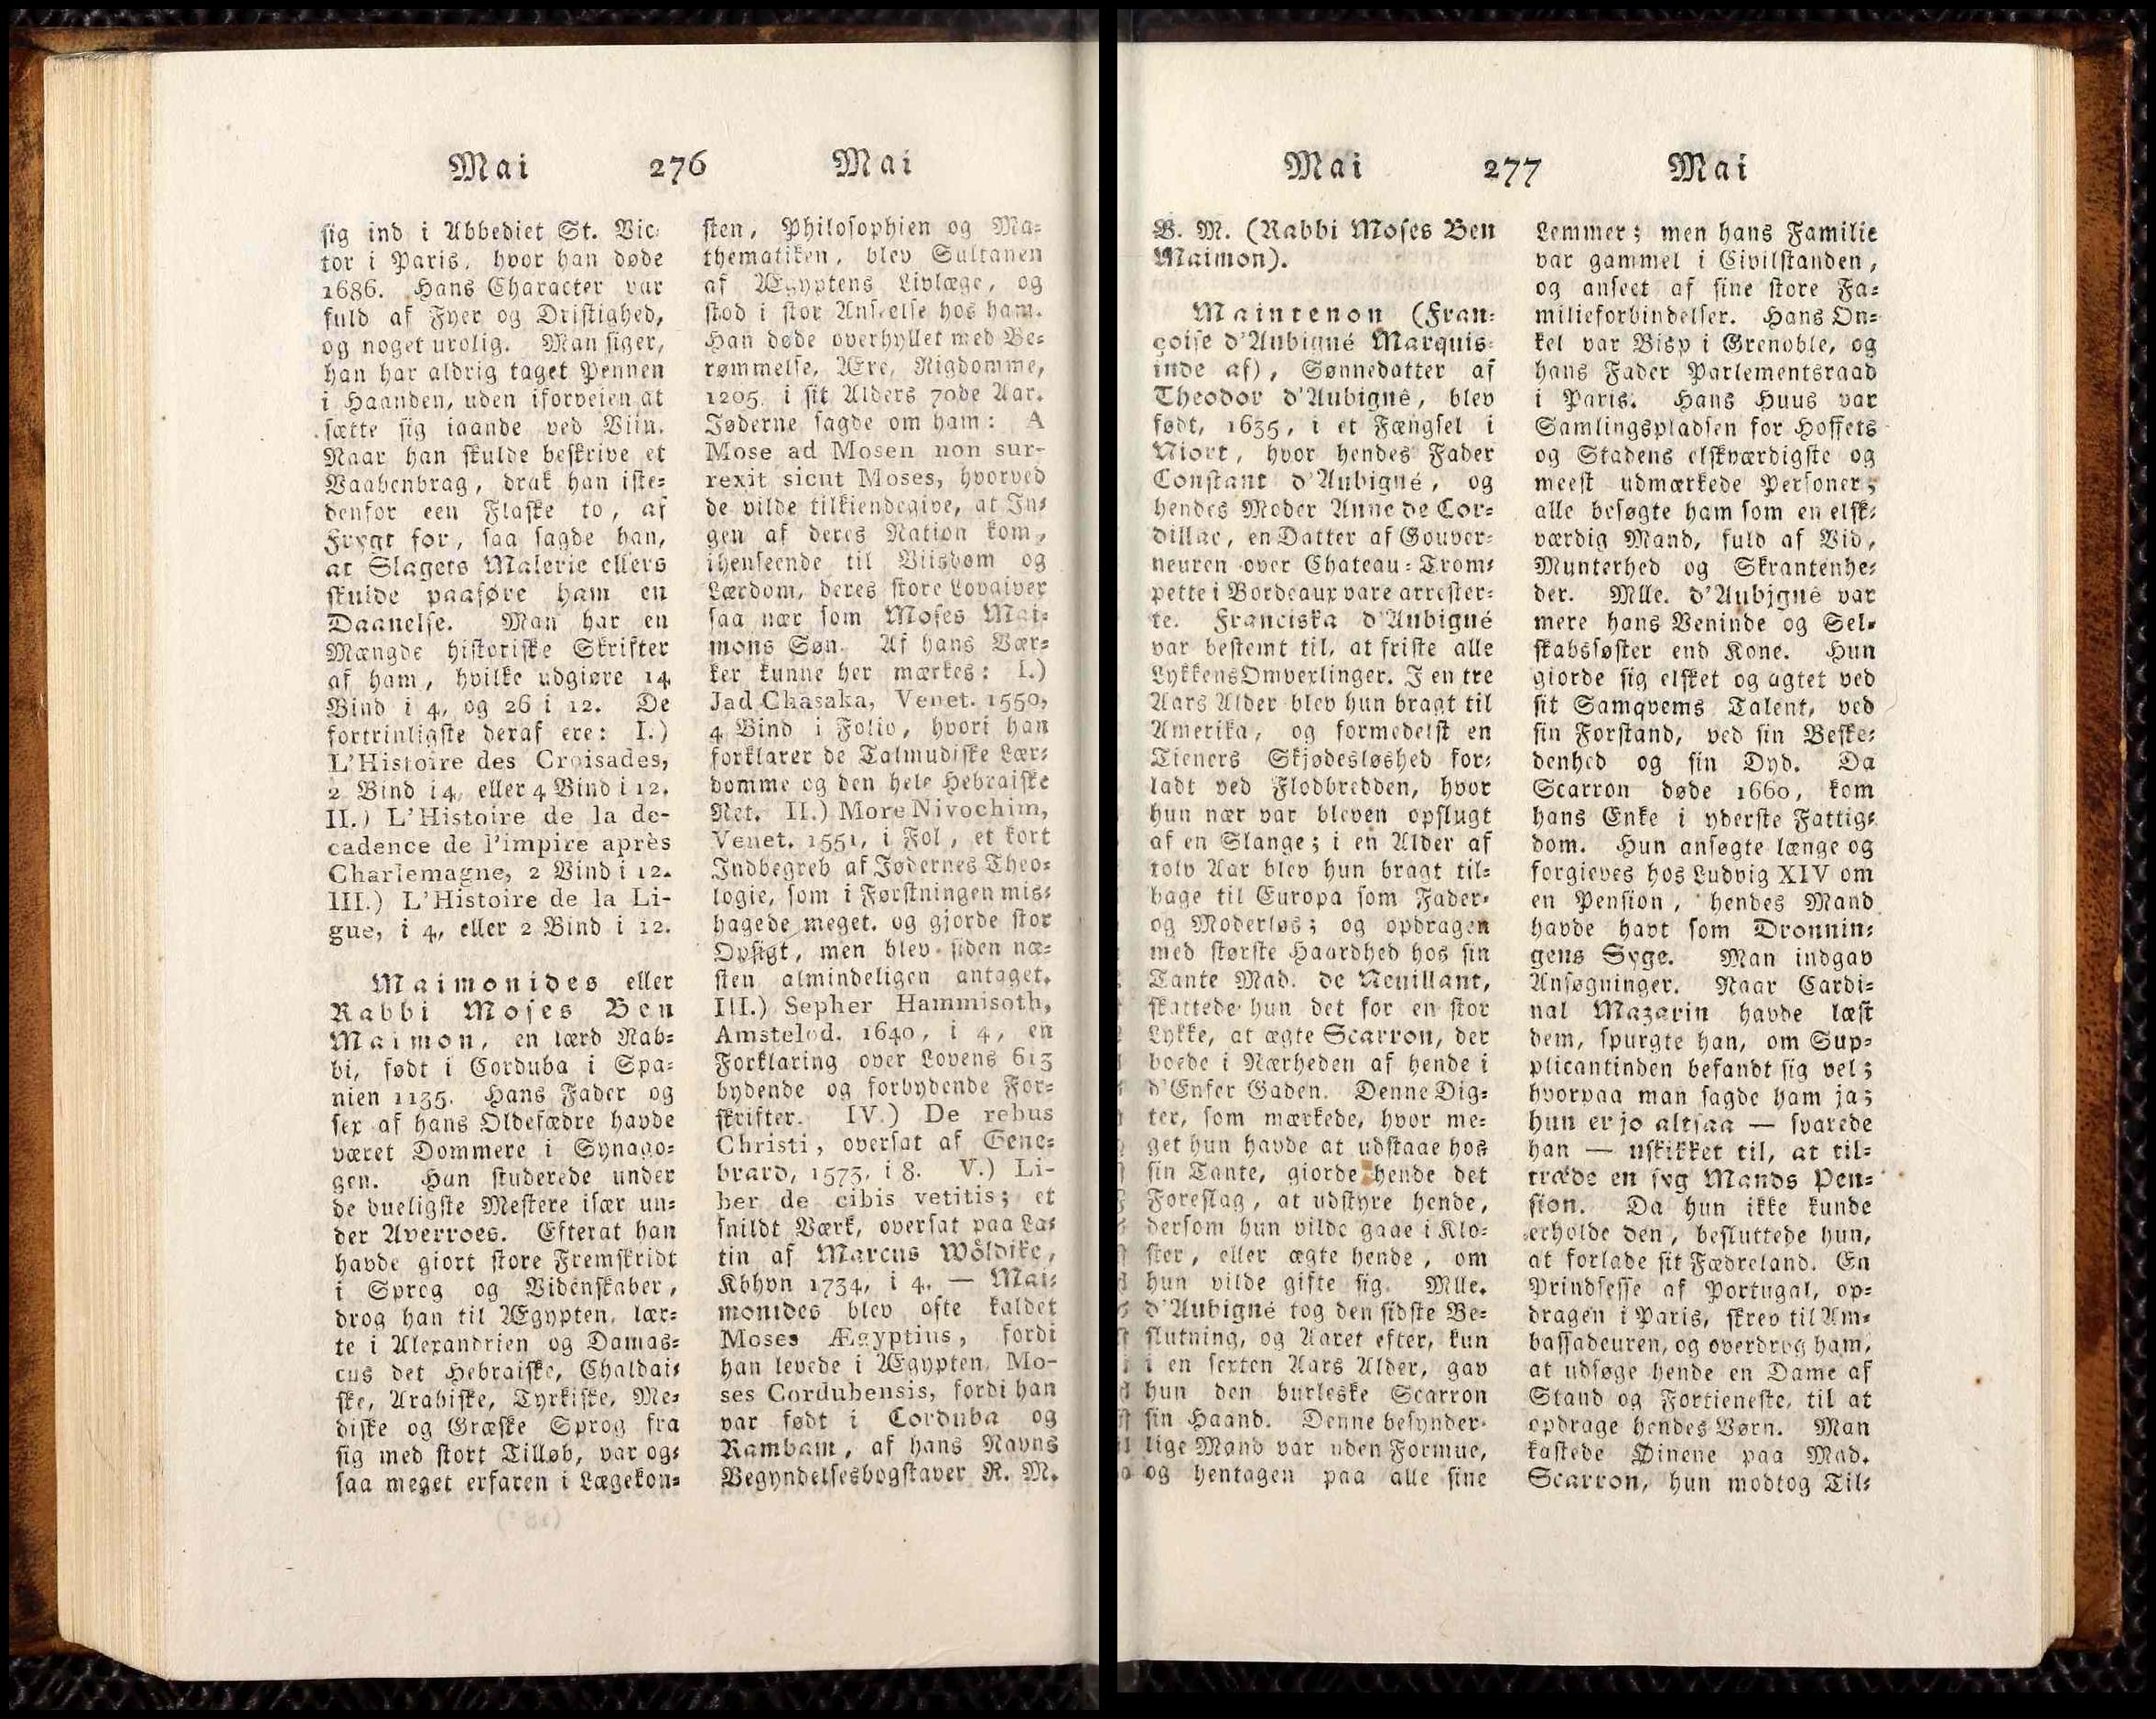 Mai 276 Mai
sig ind i Abbediet St. Vic-
tor i Paris, hvor han døde
1686. Hans Character var
fuld af Fyer og Dristighed,
og noget urolig. Man siger,
han har aldrig taget Pennen
i Haanden, uden iforveien at
sætte sig iaande ved Viin.
Naar han skulde beskrive et
Vaabenbrag, drak han iste-
denfor een Flaske to, af
Frygt for, saa sagde han,
at Slagets Malerie ellers
skulde paaføre ham en
Daanelse. Man har en
Mængde historiske Skrifter
af ham, hvilke udgiøre 14
Bind i 4, og 26 i 12. De
fortrinligste deraf ere: I.)
L'Histoire des Croisades,
2 Bind i 4, eller 4 Bind i 12.
II.) L'Histoire de la de-
cadence de l'impire après
Charlemagne, 2 Bind i 12.
III.) L'Histoire de la Li-
gue, i 4, eller 2 Bind i 12.
Maimonides eller
Rabbi Moses Ben
Maimon, en lærd Rab-
bi, født i Corduba i Spa-
nien 1135. Hans Fader og
sex af hans Oldefædre havde
været Dommere i Synago-
gen. Han studerede under
de dueligste Mestere især un-
der Averroes. Efterat han
havde giort store Fremskridt
i Sprog og Videnskaber,
drog han til Ægypten, lær-
te i Alexandrien og Damas-
cus det Hebraiske, Chaldai-
ske, Arabiske, Tyrkiske, Me-
diske og Græske Sprog fra
sig med stort Tilløb, var og-
saa meget erfaren i Lægekon-
sten, Philosophien og Ma-
thematiken, blev Sultanen
af Ægyptens Livlæge, og
stod i stor Anseelse hos ham.
Han døde overhyllet med Be-
rømmelse, Ære, Rigdomme,
1205, i sit Alders 70de Aar.
Jøderne sagde om ham: A
Mose ad Mosen non sur-
rexit sicut Moses, hvorved
de vilde tilkiendegive, at In-
gen af deres Nation kom,
ihenseende til Viisdom og
Lærdom, deres store Lovgiver
saa nær som Moses Mai-
mons Søn. Af hans Vær-
ker kunne her mærkes: I.)
Jad Chasaka, Venet. 1550,
4 Bind i Folio, hvori han
forklarer de Talmudiske Lær-
domme og den hele Hebraiske
Ret. II.) More Nivochim,
Venet. 1551, i Fol, et kort
Indbegreb af Jødernes Theo-
logie, som i Førstningen mis-
hagede meget, og gjorde stor
Opsigt, men blev siden næ-
sten almindeligen antaget.
III.) Sepher Hammisoth,
Amstelod. 1640, i 4, en
Forklaring over Lovens 613
bydende og forbydende For-
skrifter. IV.) De rebus
Christi, oversat af Gene-
brard, 1573, i 8. V.) Li-
ber de cibis vetitis; et
snildt Værk, oversat paa La-
tin af Marcus Wöldike,
Kbhvn 1734, i 4. — Mai-
monides blev ofte kaldet
Moses Ægyptius, fordi
han levede i Ægypten, Mo-
ses Cordubensis, fordi han
var født i Corduba og
Rambam, af hans Navns
Begyndelsesbogstaver R. M.
Mai 277 Mai
B. M. (Rabbi Moses Ben
Maimon).
Maintenon (Fran-
çoise d'Aubigné Marquis-
inde af), Sønnedatter af
Theodor d'Aubigné, blev
født, 1635, i et Fængsel i
Niort, hvor hendes Fader
Constant d'Aubigné, og
hendes Moder Anne de Cor-
dillac, en Datter af Gouver-
neuren over Chateau-Trom-
pette i Bordeaux vare arrester-
te. Franciska d'Aubigné
var bestemt til, at friste alle
Lykkens Omvexlinger. I en tre
Aars Alder blev hun bragt til
Amerika, og formedelst en
Tieners Skjødesløshed for-
ladt ved Flodbredden, hvor
hun nær var bleven opslugt
af en Slange; i en Alder af
tolv Aar blev hun bragt til-
bage til Europa som Fader-
og Moderløs; og opdragen
med største Haardhed hos sin
Tante Mad. de Neuillant,
skattede hun det for en stor
Lykke, at ægte Scarron, der
boede i Nærheden af hende i
d'Enfer Gaden. Denne Dig-
ter, som mærkede, hvor me-
get hun havde at udstaae hos
sin Tante, giorde hende det
Foreslag, at udstyre hende,
dersom hun vilde gaae i Klo-
ster, eller ægte hende, om
hun vilde gifte sig. Mlle.
d'Aubigné tog den sidste Be-
slutning, og Aaret efter, kun
i en sexten Aars Alder, gav
hun den burleske Scarron
sin Haand. Denne besynder-
lige Mand var uden Formue,
og hentagen paa alle sine
Lemmer; men hans Familie
var gammel i Civilstanden,
og anseet af sine store Fa-
milieforbindelser. Hans On-
kel var Bisp i Grenoble, og
hans Fader Parlementsraad
i Paris. Hans Huus var
Samlingspladsen for Hoffets
og Stadens elskværdigste og
meest udmærkede Personer;
alle besøgte ham som en elsk-
værdig Mand, fuld af Vid,
Munterhed og Skrantenhe-
der. Mlle. d'Aubjgné var
mere hans Veninde og Sel-
skabssøster end Kone. Hun
giorde sig elsket og agtet ved
sit Samqvems Talent, ved
sin Forstand, ved sin Beske-
denhed og sin Dyd. Da
Scarron døde 1660, kom
hans Enke i yderste Fattig-
dom. Hun ansøgte længe og
forgieves hos Ludvig XIV om
en Pension, hendes Mand
havde havt som Dronnin-
gens Syge. Man indgav
Ansøgninger. Naar Cardi-
nal Mazarin havde læst
dem, spurgte han, om Sup-
plicantinden befandt sig vel;
hvorpaa man sagde ham ja;
hun er jo altsaa — svarede
han — uskikket til, at til-
træde en syg Mands Pen-
sion. Da hun ikke kunde
erholde den, besluttede hun,
at forlade sit Fædreland. En
Prindsesse af Portugal, op-
dragen i Paris, skrev til Am-
bassadeuren, og overdrog ham,
at udsøge hende en Dame af
Stand og Fortieneste, til at
opdrage hendes Børn. Man
kastede Øinene paa Mad.
Scarron, hun modtog Til-